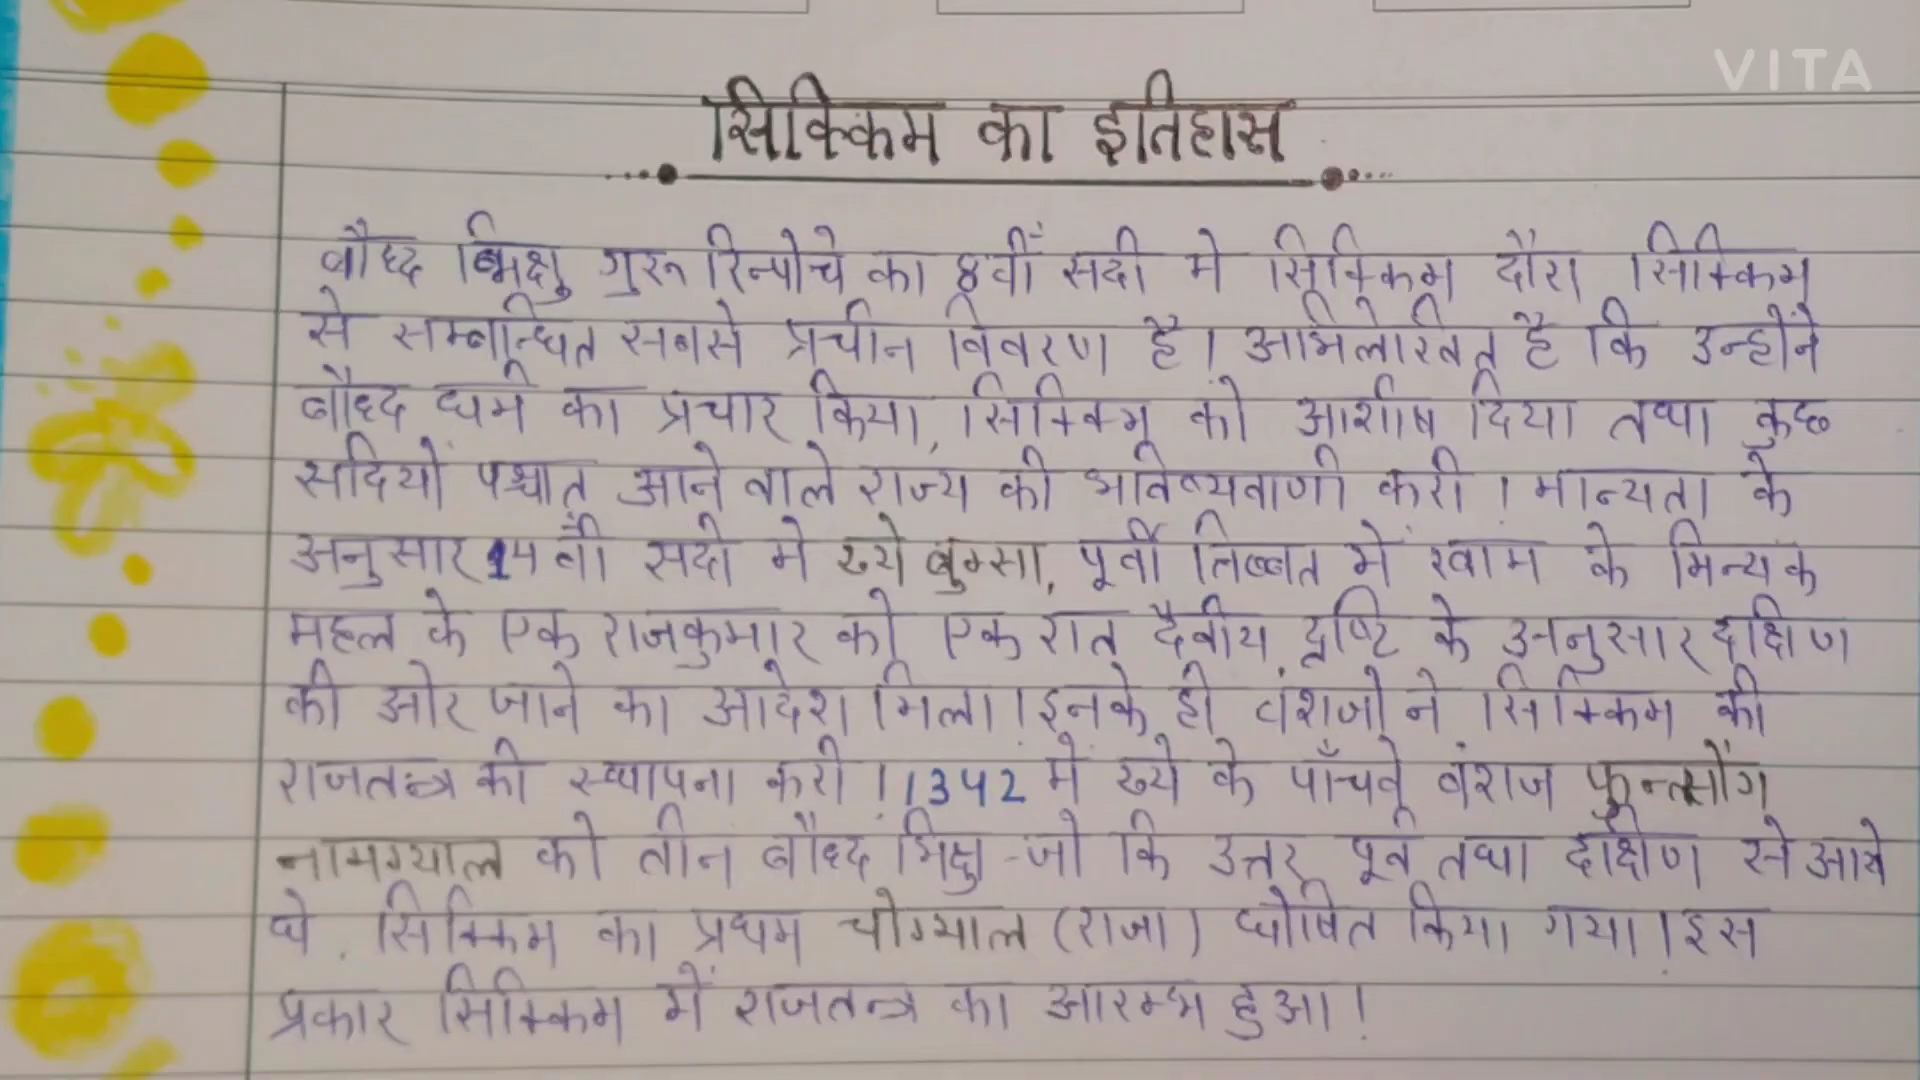 VITA
सिक्किम का इतिहास
बौध्द भिक्षु गुरू रिन्पोचे का 8वीं सदी मे सिक्किम दौरा सिक्किम
से सम्बन्धित सबसे प्रचीन विवरण है। अभिलेखित है कि उन्होंने
बौध्द धर्म का प्रचार किया, सिक्किम को आशीष दिया तथा कुछ
सदियों पश्चात आने वाले राज्य की भविष्यवाणी करी । मान्यता के
अनुसार 14 वीं सदी मे ख्ये बुम्सा, पूर्वी तिब्बत में खाम के मिन्यक
महल के एक राजकुमार को एक रात दैवीय दृष्टि के अनुसार दक्षिण
की ओर जाने का आदेश मिला। इनके ही वंशजो ने सिक्किम की
राजतन्त्र की स्थापना करी । 1342 में ख्ये के पाँचवे वंशज फुन्त्सोंग
नामग्याल को तीन बौध्द भिक्षु - जो कि उत्तर, पूर्व तथा दक्षिण से आये
थे . सिक्किम का प्रथम चोग्याल (राजा) घोषित किया गया । इस
प्रकार सिक्किम में राजतन्त्र का आरम्भ हुआ !